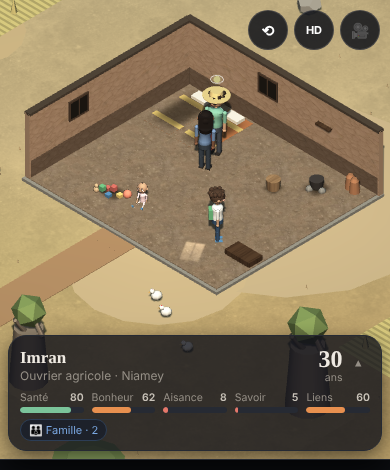 HD
Imran
30
Ouvrier agricole · Niamey
ans
Santé 80 Bonheur 62 Aisance 8 Savoir 5 Liens 60
Famille · 2